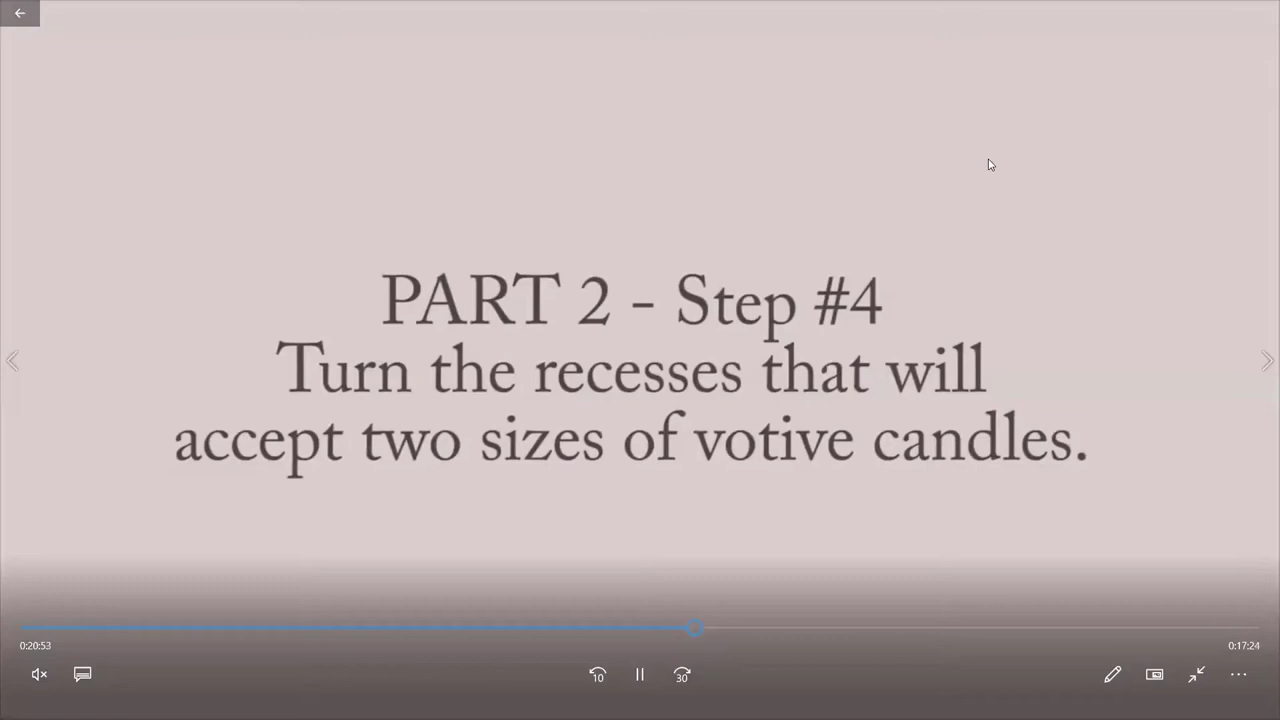 PART 2 - Step #4
Turn the recesses that will
accept two sizes of votive candles.
0:20:53
0:17:24
10
30